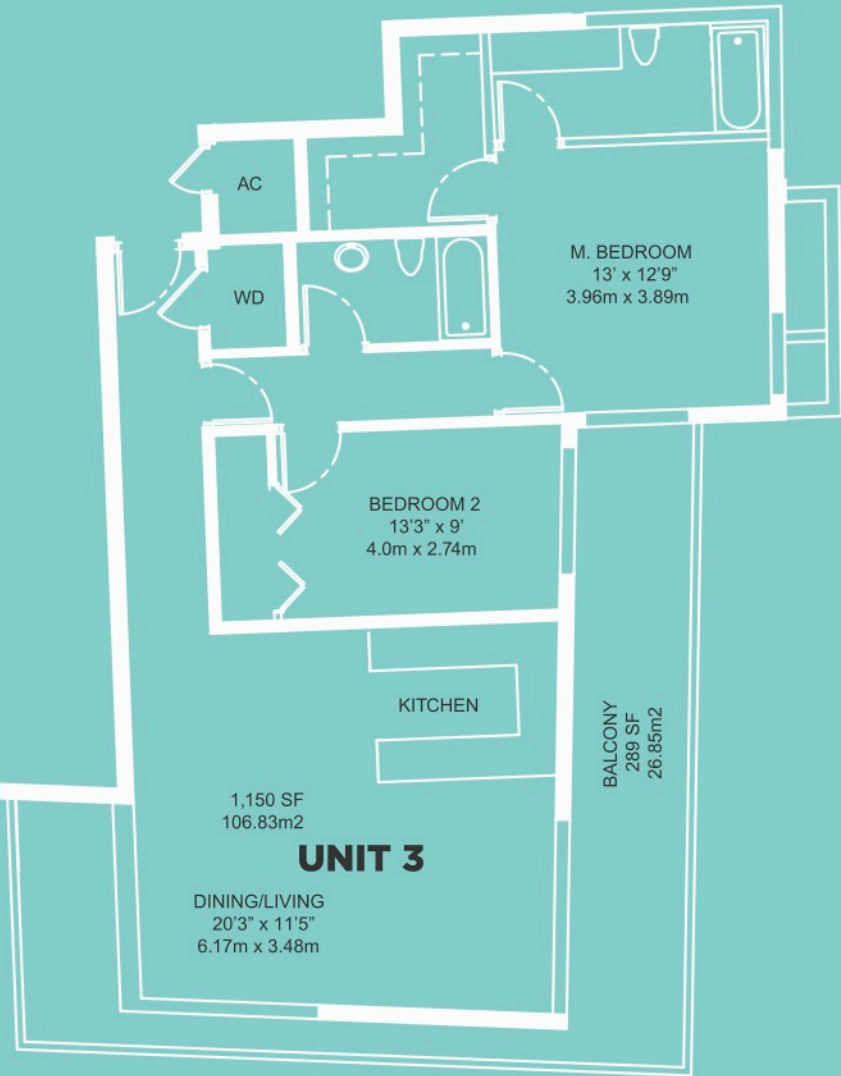 AC
M. BEDROOM
13' x 12'9"
3.96m x 3.89m
WD
BEDROOM 2
13'3" x 9'
4.0m x 2.74m
KITCHEN
BALCONY
289 SF
26.85m2
1,150 SF
106.83m2
UNIT 3
DINING/LIVING
20'3" x 11'5"
6.17m x 3.48m